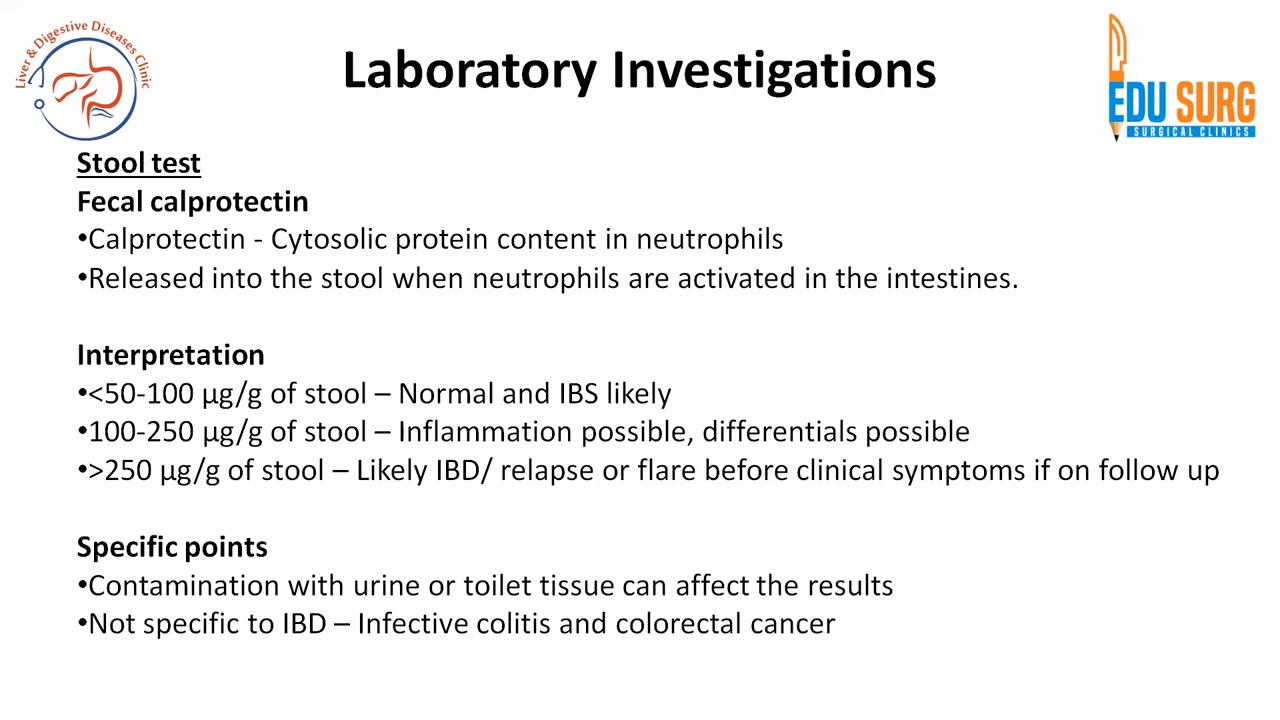 Liver & Digestive Diseases Clinic
Laboratory Investigations
EDU SURG
SURGICAL CLINICS
Stool test
Fecal calprotectin
•Calprotectin - Cytosolic protein content in neutrophils
•Released into the stool when neutrophils are activated in the intestines.
Interpretation
•<50-100 µg/g of stool – Normal and IBS likely
•100-250 µg/g of stool – Inflammation possible, differentials possible
•>250 µg/g of stool – Likely IBD/ relapse or flare before clinical symptoms if on follow up
Specific points
•Contamination with urine or toilet tissue can affect the results
•Not specific to IBD – Infective colitis and colorectal cancer